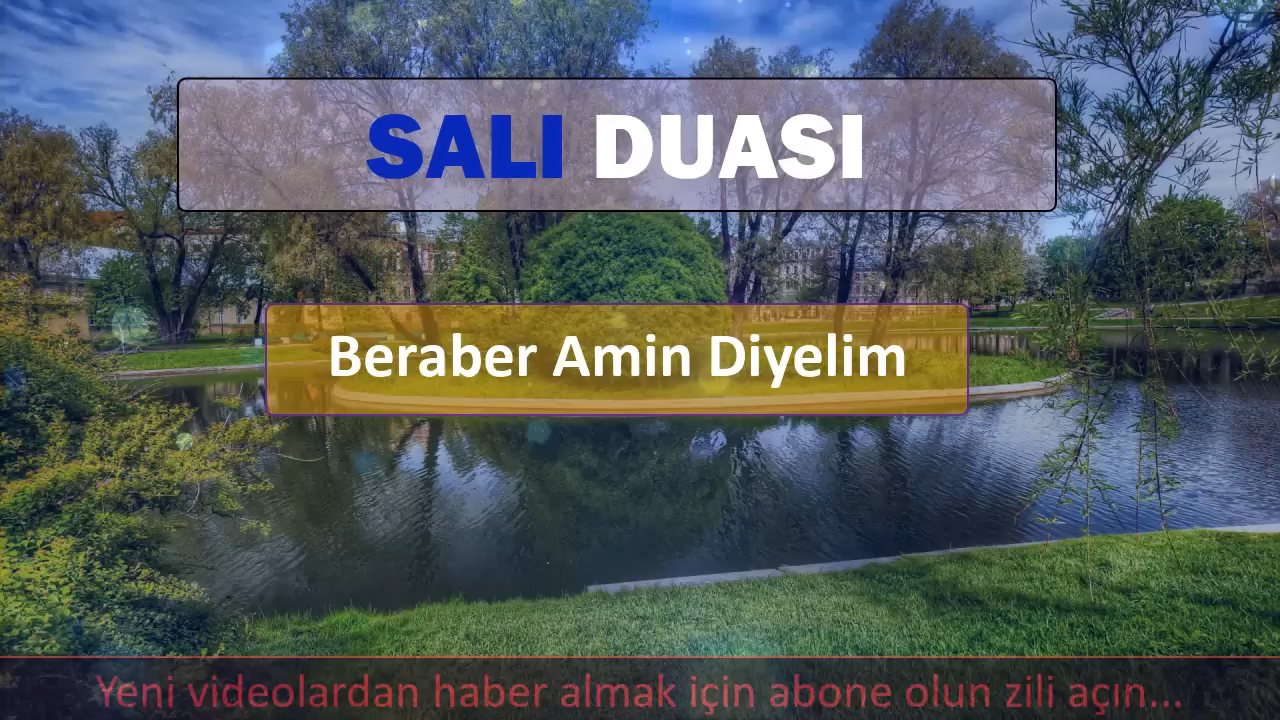 SALI DUASI
Beraber Amin Diyelim
Yeni videolardan haber almak için abone olun zili açın...